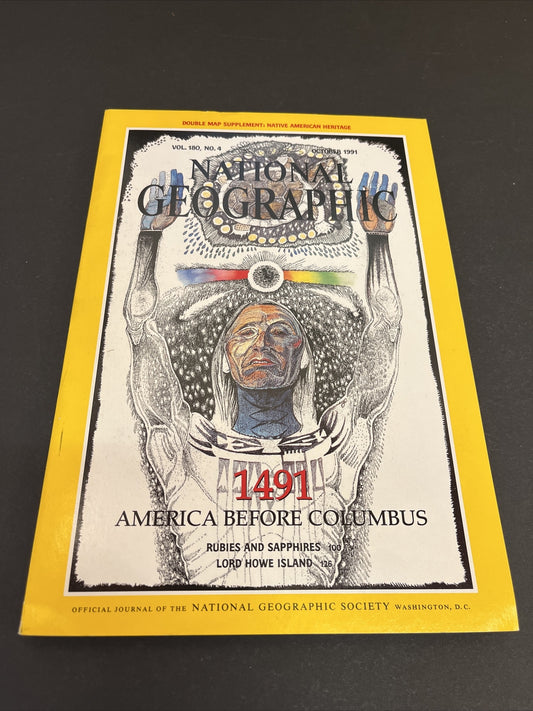 DOUBLE MAP SUPPLEMENT: NATIVE AMERICAN HERITAGE
VOL. 180, NO. 4 OCTOBER 1991
NATIONAL
GEOGRAPHIC
1491
AMERICA BEFORE COLUMBUS
RUBIES AND SAPPHIRES 100
LORD HOWE ISLAND 126
OFFICIAL JOURNAL OF THE NATIONAL GEOGRAPHIC SOCIETY WASHINGTON, D.C.